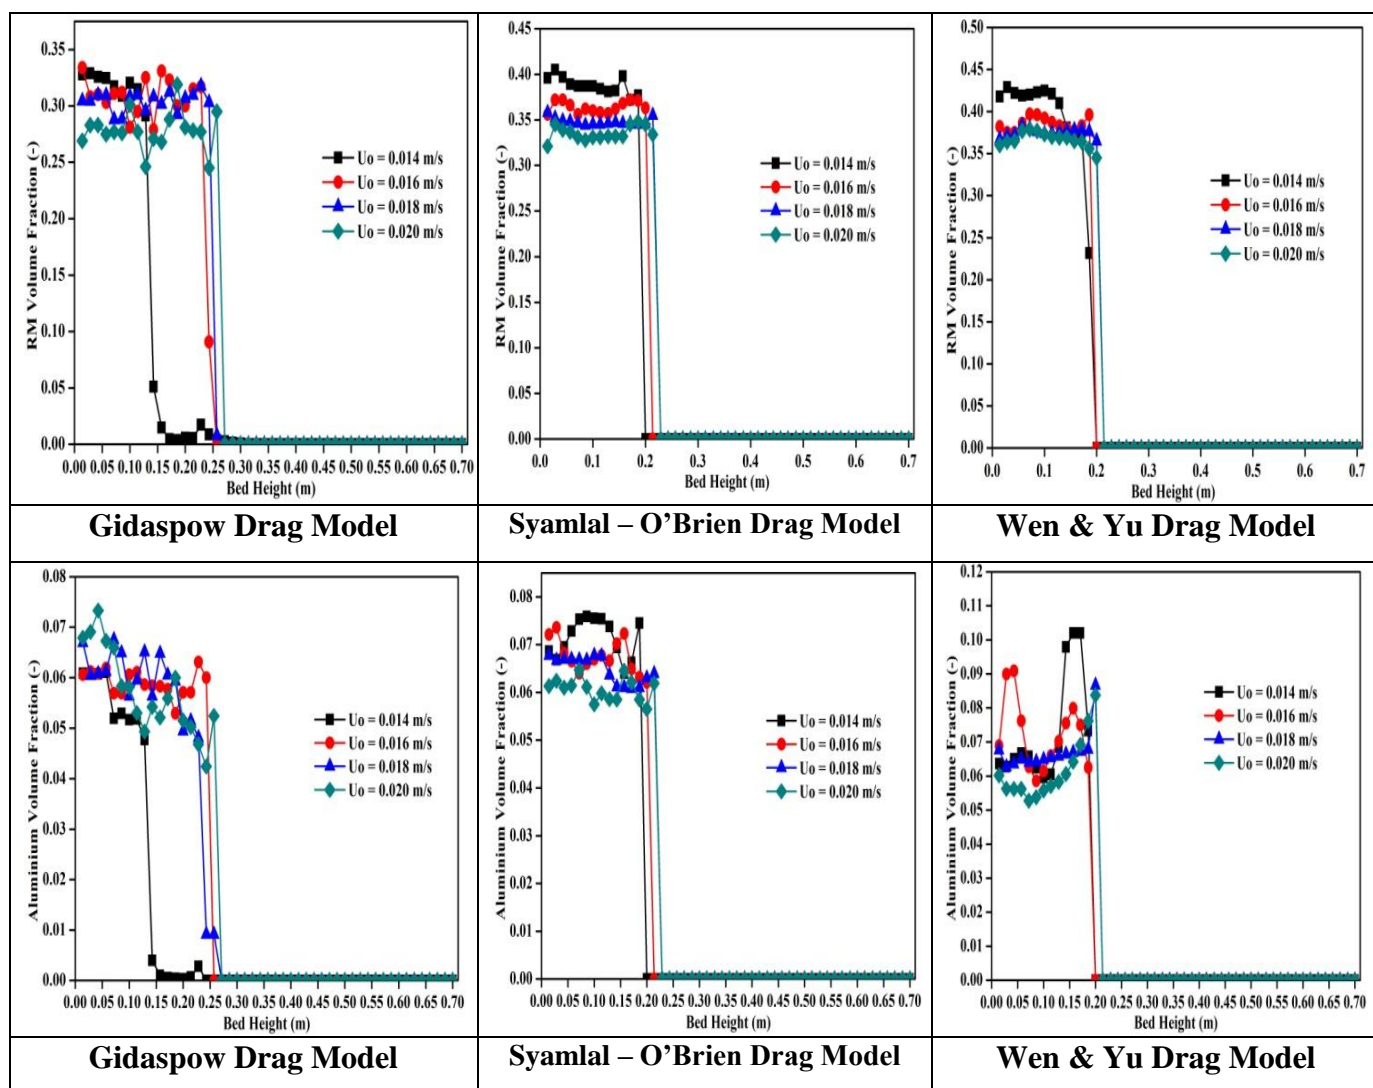 0.35
0.30
0.25
0.20
0.15
0.10
0.05
0.00
RM Volume Fraction (-)
Uo = 0.014 m/s
Uo = 0.016 m/s
Uo = 0.018 m/s
Uo = 0.020 m/s
0.00 0.05 0.10 0.15 0.20 0.25 0.30 0.35 0.40 0.45 0.50 0.55 0.60 0.65 0.70
Bed Height (m)
0.45
0.40
0.35
0.30
0.25
0.20
0.15
0.10
0.05
0.00
RM Volume Fraction (-)
Uo = 0.014 m/s
Uo = 0.016 m/s
Uo = 0.018 m/s
Uo = 0.020 m/s
0.0 0.1 0.2 0.3 0.4 0.5 0.6 0.7
Bed Height (m)
0.50
0.45
0.40
0.35
0.30
0.25
0.20
0.15
0.10
0.05
0.00
RM Volume Fraction (-)
Uo = 0.014 m/s
Uo = 0.016 m/s
Uo = 0.018 m/s
Uo = 0.020 m/s
0.0 0.1 0.2 0.3 0.4 0.5 0.6 0.7
Bed Height (m)
Gidaspow Drag Model
Syamlal – O’Brien Drag Model
Wen & Yu Drag Model
0.08
0.07
0.06
0.05
0.04
0.03
0.02
0.01
0.00
Aluminium Volume Fraction (-)
Uo = 0.014 m/s
Uo = 0.016 m/s
Uo = 0.018 m/s
Uo = 0.020 m/s
0.00 0.05 0.10 0.15 0.20 0.25 0.30 0.35 0.40 0.45 0.50 0.55 0.60 0.65 0.70
Bed Height (m)
0.08
0.07
0.06
0.05
0.04
0.03
0.02
0.01
0.00
Aluminium Volume Fraction (-)
Uo = 0.014 m/s
Uo = 0.016 m/s
Uo = 0.018 m/s
Uo = 0.020 m/s
0.00 0.05 0.10 0.15 0.20 0.25 0.30 0.35 0.40 0.45 0.50 0.55 0.60 0.65 0.70
Bed Height (m)
0.12
0.11
0.10
0.09
0.08
0.07
0.06
0.05
0.04
0.03
0.02
0.01
0.00
Aluminium Volume Fraction (-)
Uo = 0.014 m/s
Uo = 0.016 m/s
Uo = 0.018 m/s
Uo = 0.020 m/s
0.00 0.05 0.10 0.15 0.20 0.25 0.30 0.35 0.40 0.45 0.50 0.55 0.60 0.65 0.70
Bed Height (m)
Gidaspow Drag Model
Syamlal – O’Brien Drag Model
Wen & Yu Drag Model